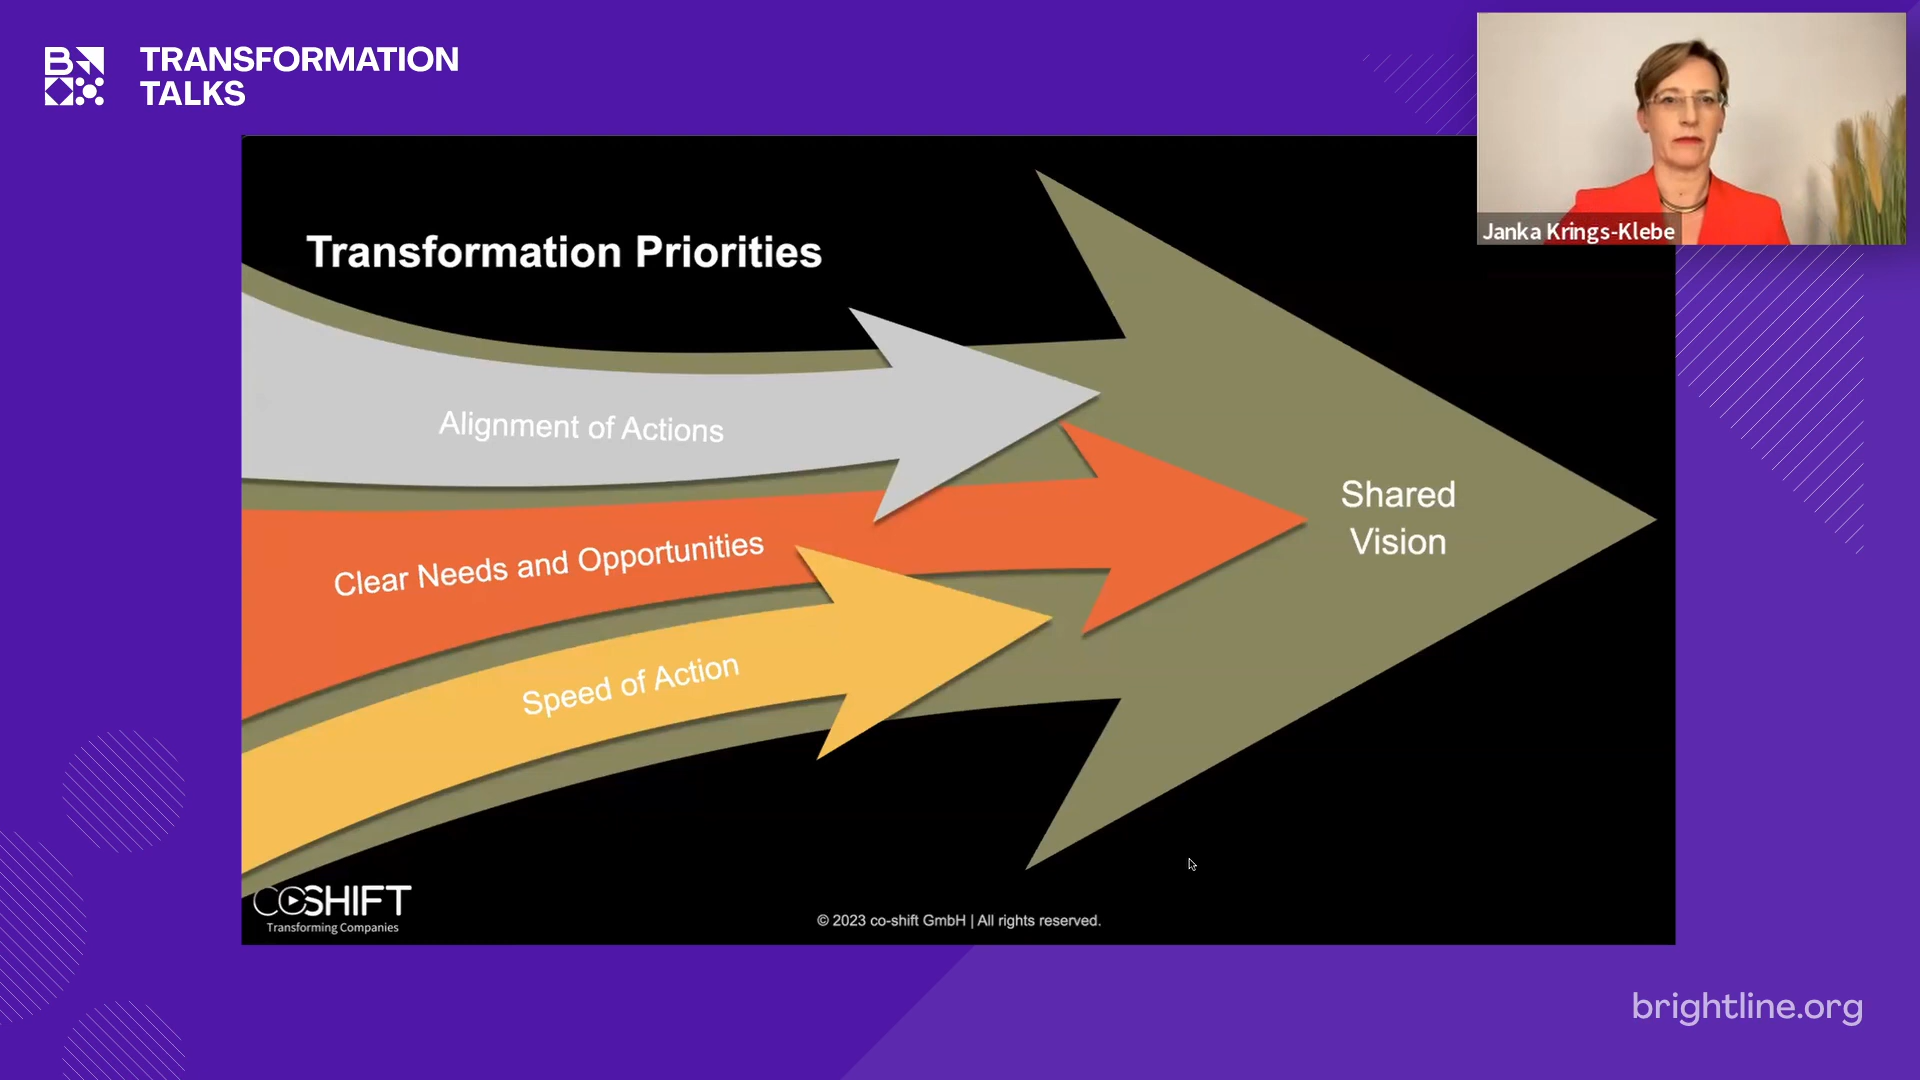 TRANSFORMATION
TALKS
Janka Krings-Klebe
Transformation Priorities
Alignment of Actions
Clear Needs and Opportunities
Speed of Action
Shared
Vision
COSHIFT
Transforming Companies
© 2023 co-shift GmbH | All rights reserved.
brightline.org